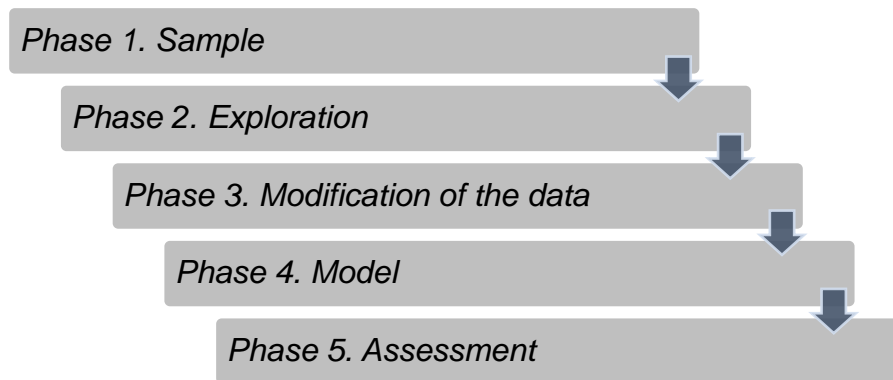 Phase 1. Sample
Phase 2. Exploration
Phase 3. Modification of the data
Phase 4. Model
Phase 5. Assessment